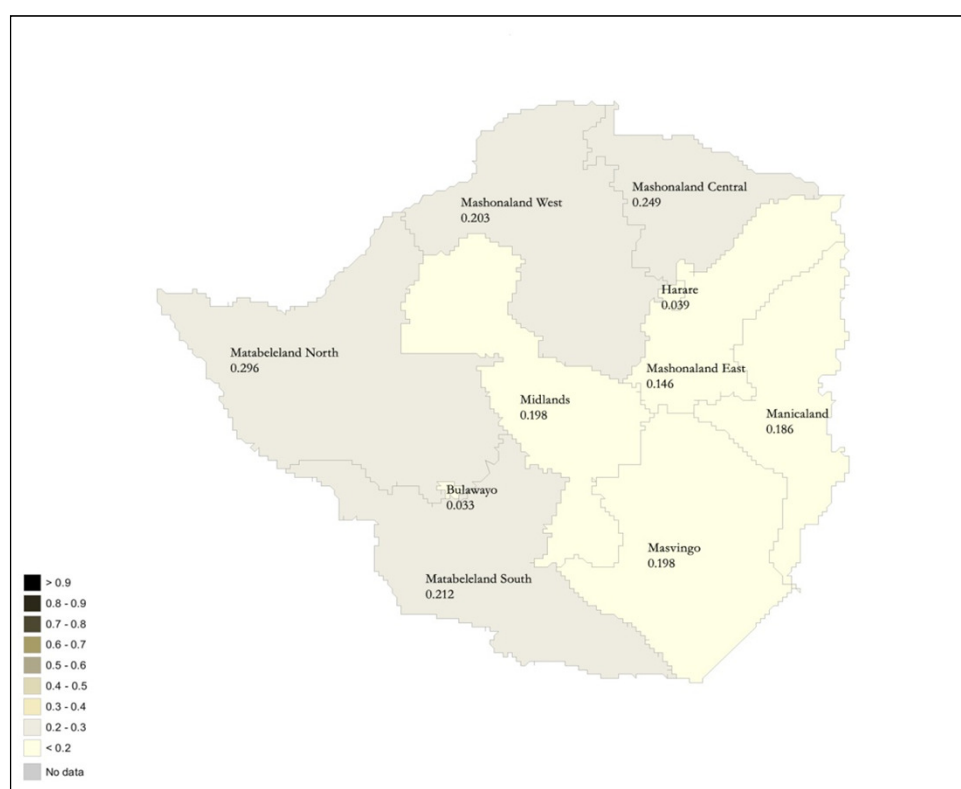 Mashonaland Central
0.249
Mashonaland West
0.203
Harare
0.039
Matabeleland North
0.296
Mashonaland East
0.146
Midlands
0.198
Manicaland
0.186
Bulawayo
0.033
Masvingo
0.198
Matabeleland South
0.212
> 0.9
0.8 - 0.9
0.7 - 0.8
0.6 - 0.7
0.5 - 0.6
0.4 - 0.5
0.3 - 0.4
0.2 - 0.3
< 0.2
No data